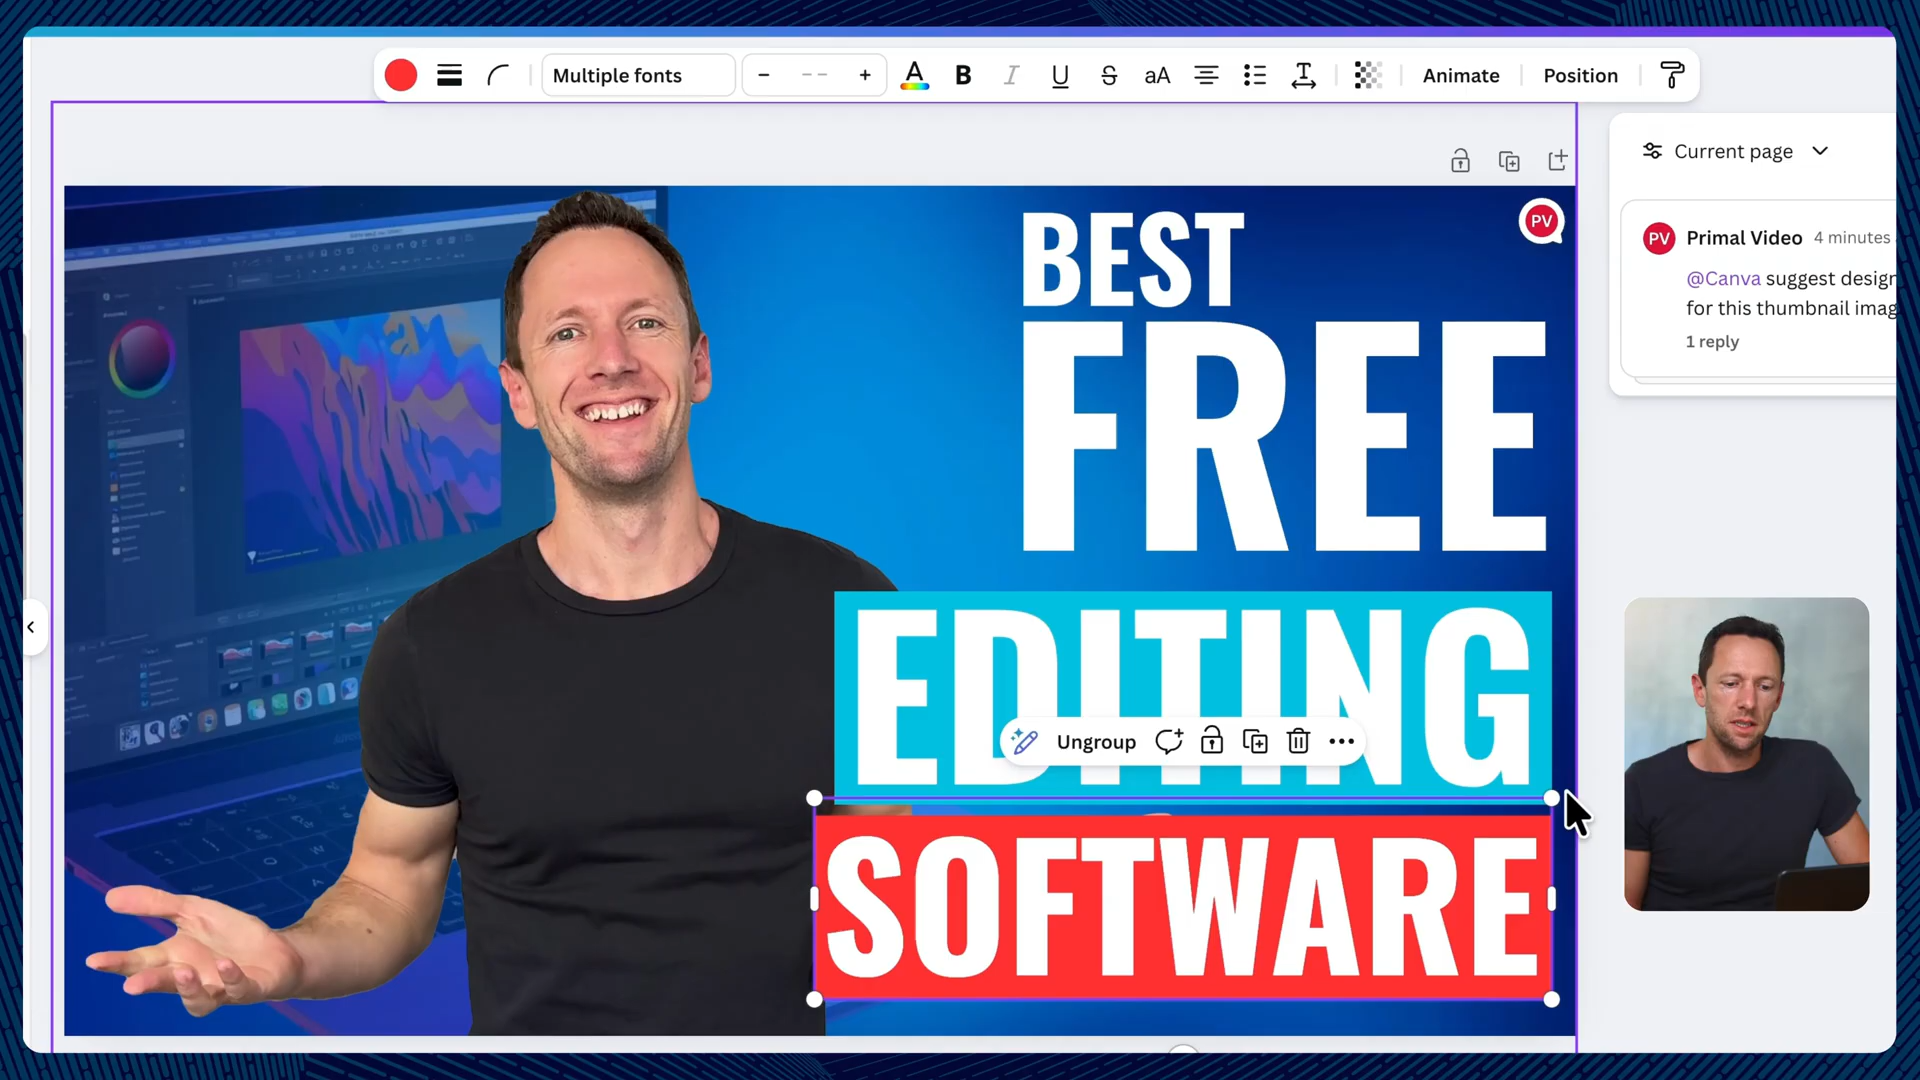 Multiple fonts
- -- +
A B I U S aA
Animate
Position
Current page
PV
PV Primal Video 4 minutes
@Canva suggest design
for this thumbnail imag
1 reply
BEST
FREE
EDITING
Ungroup
SOFTWARE